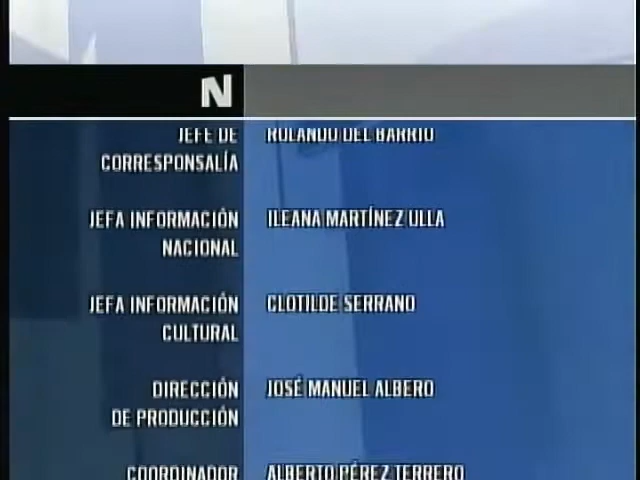 N
JEFE DE ROLANDO DEL BARRIO
CORRESPONSALÍA
JEFA INFORMACIÓN ILEANA MARTÍNEZ ULLA
NACIONAL
JEFA INFORMACIÓN CLOTILDE SERRANO
CULTURAL
DIRECCIÓN JOSÉ MANUEL ALBERO
DE PRODUCCIÓN
COORDINADOR ALBERTO PÉREZ TERRERO